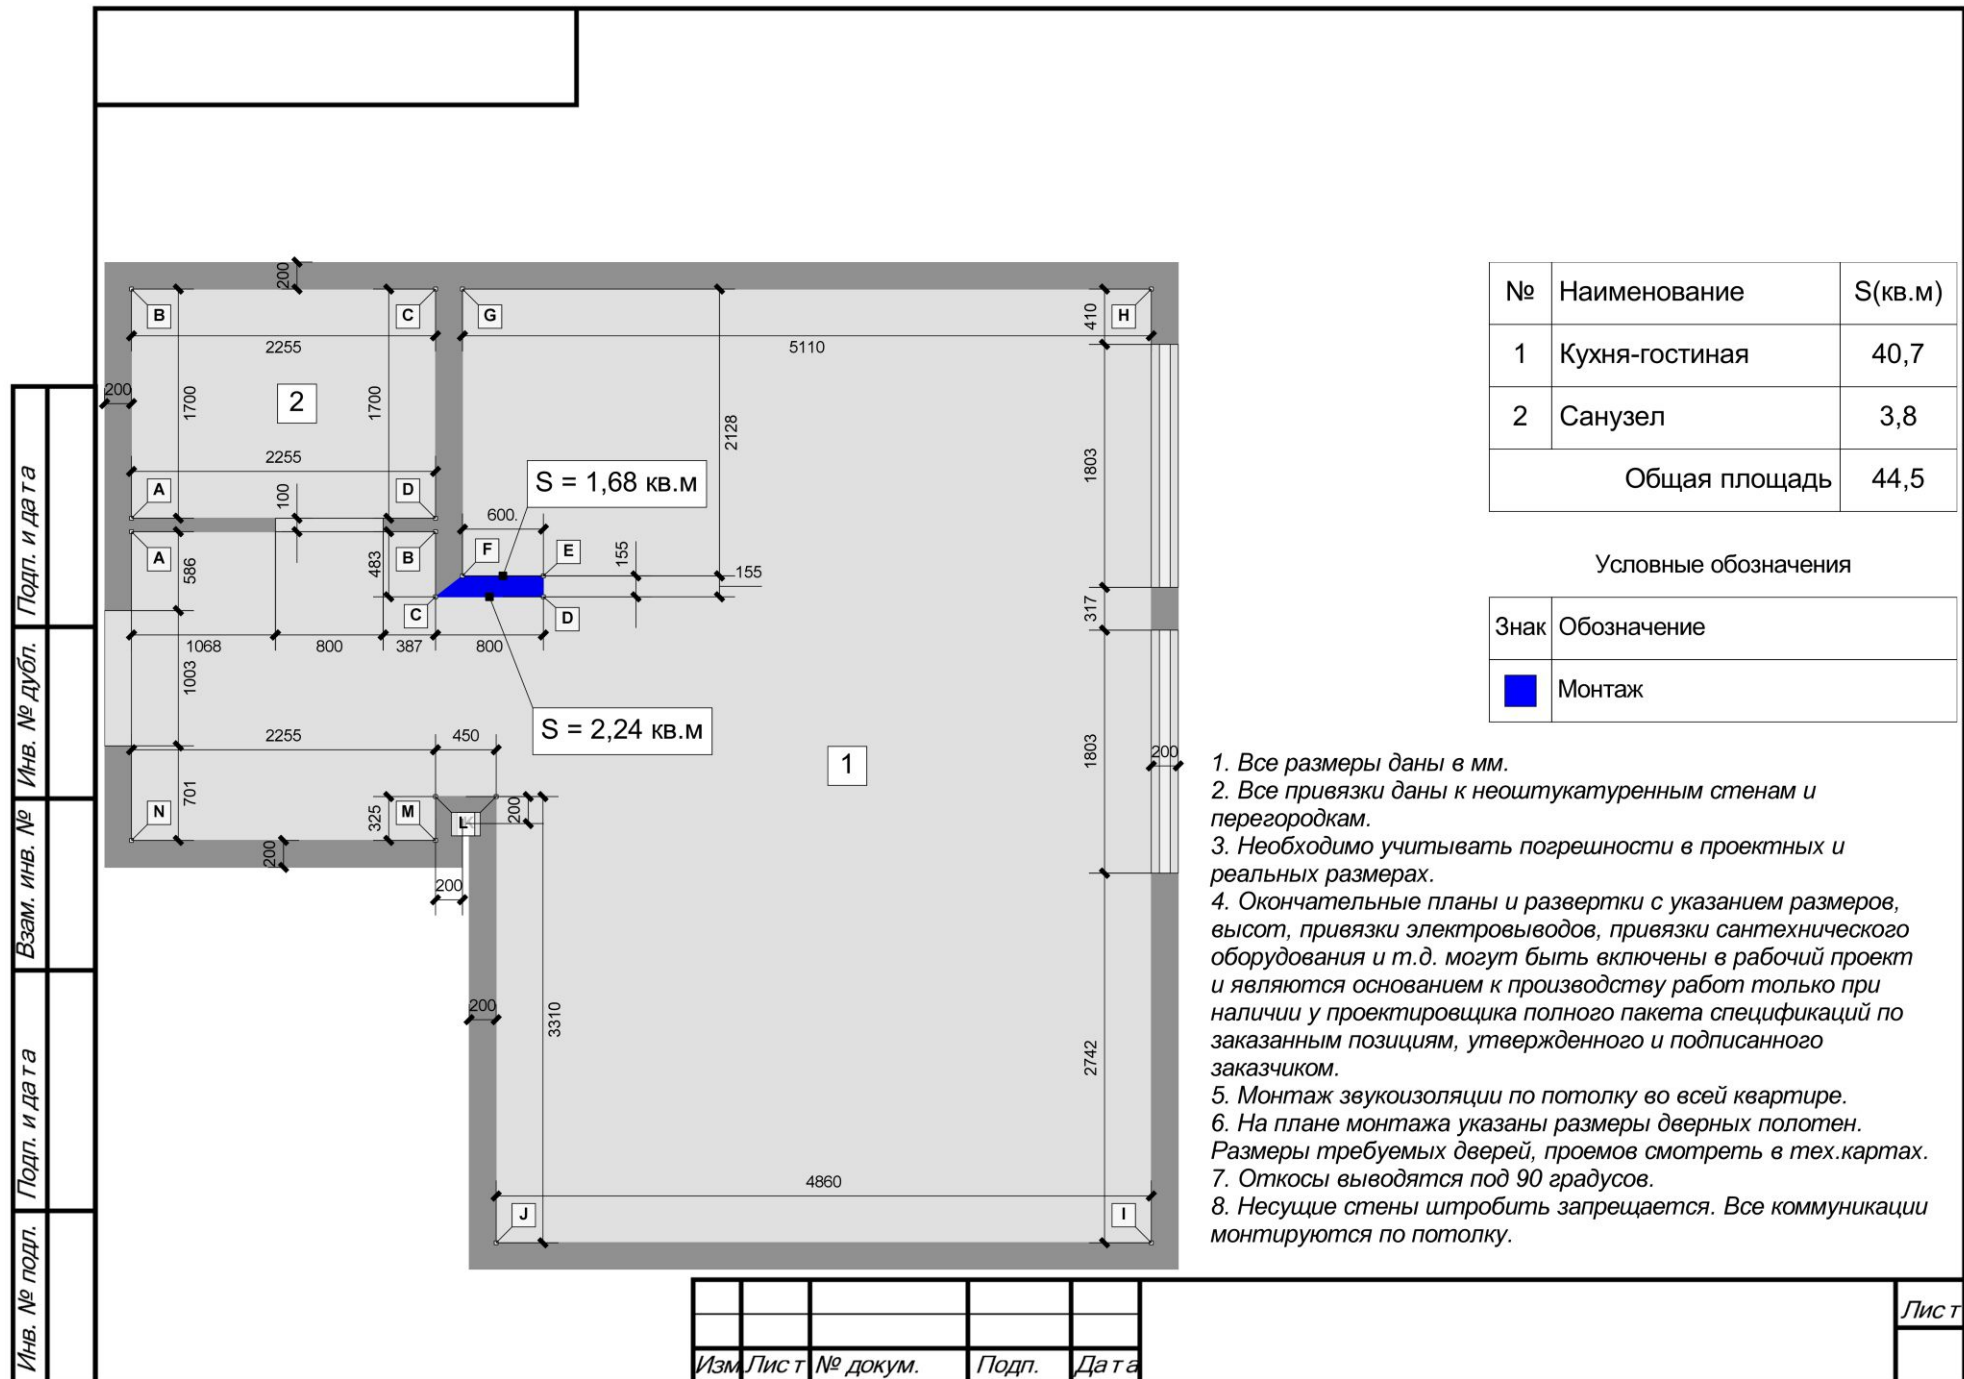 200
B
C
G
H
410
2255
5110
№ Наименование S(кв.м)
1 Кухня-гостиная 40,7
2 Санузел 3,8
Общая площадь 44,5
200
1700
2
1700
2128
1803
2255
S = 1,68 кв.м
A
D
100
600.
A
586
483
B
F
E
155
155
C
D
317
1068
800
387
800
1003
Условные обозначения
Знак Обозначение
Монтаж
2255
450
S = 2,24 кв.м
1
1803
200
N
701
325
M
L
200
200
200
200
3310
2742
4860
J
I
1. Все размеры даны в мм.
2. Все привязки даны к неоштукатуренным стенам и
перегородкам.
3. Необходимо учитывать погрешности в проектных и
реальных размерах.
4. Окончательные планы и развертки с указанием размеров,
высот, привязки электровыводов, привязки сантехнического
оборудования и т.д. могут быть включены в рабочий проект
и являются основанием к производству работ только при
наличии у проектировщика полного пакета спецификаций по
заказанным позициям, утвержденного и подписанного
заказчиком.
5. Монтаж звукоизоляции по потолку во всей квартире.
6. На плане монтажа указаны размеры дверных полотен.
Размеры требуемых дверей, проемов смотреть в тех.картах.
7. Откосы выводятся под 90 градусов.
8. Несущие стены штробить запрещается. Все коммуникации
монтируются по потолку.
Подп. и дата
Инв. № дубл.
Взам. инв. №
Подп. и дата
Инв. № подл.
Изм Лист № докум. Подп. Дата
Лист